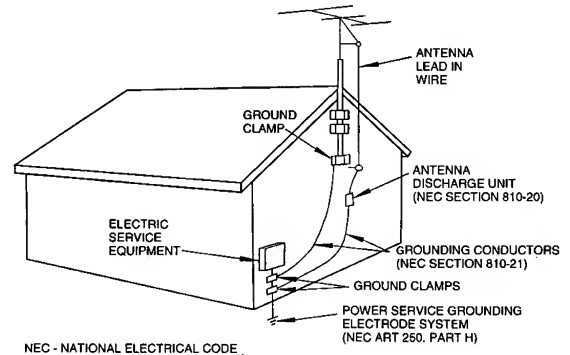 ANTENNA
LEAD IN
WIRE
GROUND
CLAMP
ANTENNA
DISCHARGE UNIT
(NEC SECTION 810-20)
ELECTRIC
SERVICE
EQUIPMENT
GROUNDING CONDUCTORS
(NEC SECTION 810-21)
GROUND CLAMPS
POWER SERVICE GROUNDING
ELECTRODE SYSTEM
(NEC ART 250. PART H)
NEC - NATIONAL ELECTRICAL CODE